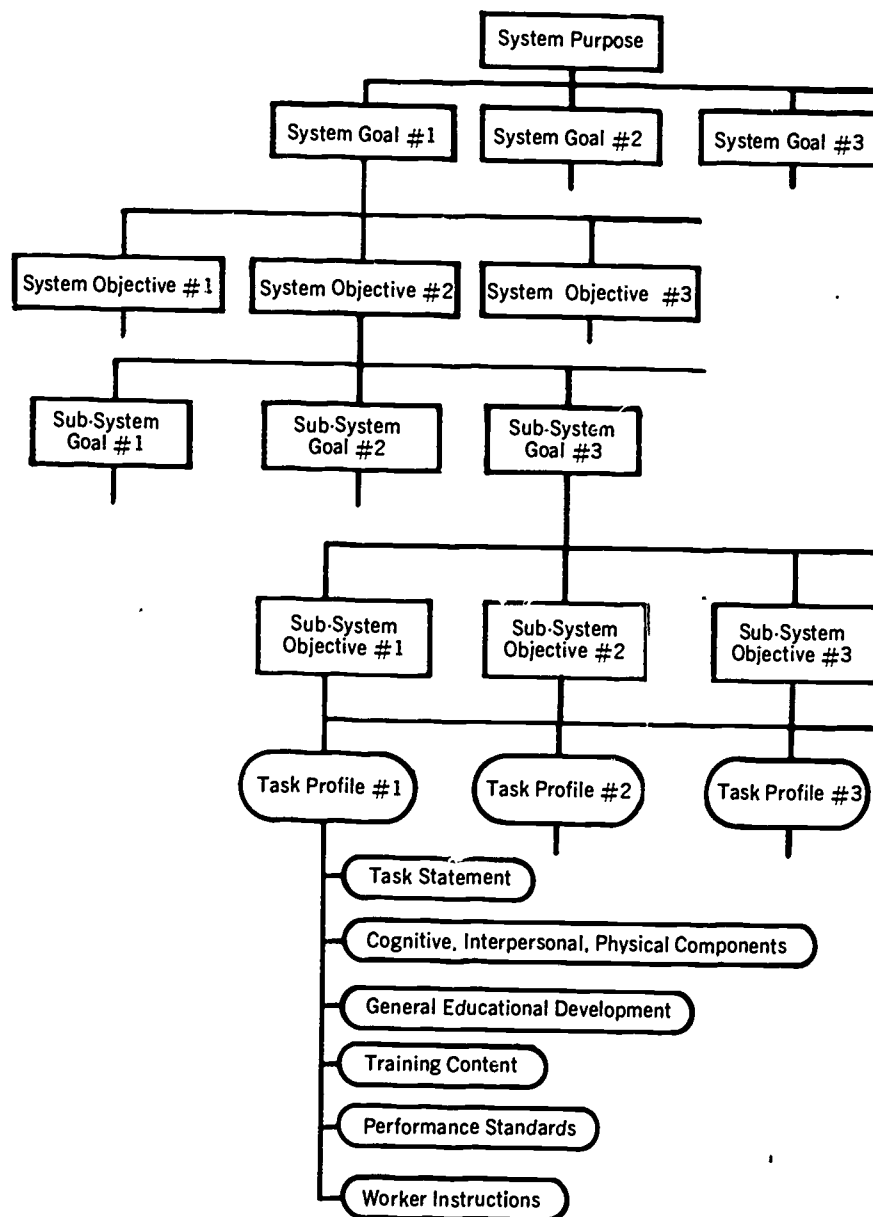 System Purpose
System Goal #1
System Goal #2
System Goal #3
System Objective #1
System Objective #2
System Objective #3
Sub-System
Goal #1
Sub-System
Goal #2
Sub-System
Goal #3
Sub-System
Objective #1
Sub-System
Objective #2
Sub-System
Objective #3
Task Profile #1
Task Profile #2
Task Profile #3
Task Statement
Cognitive, Interpersonal, Physical Components
General Educational Development
Training Content
Performance Standards
Worker Instructions